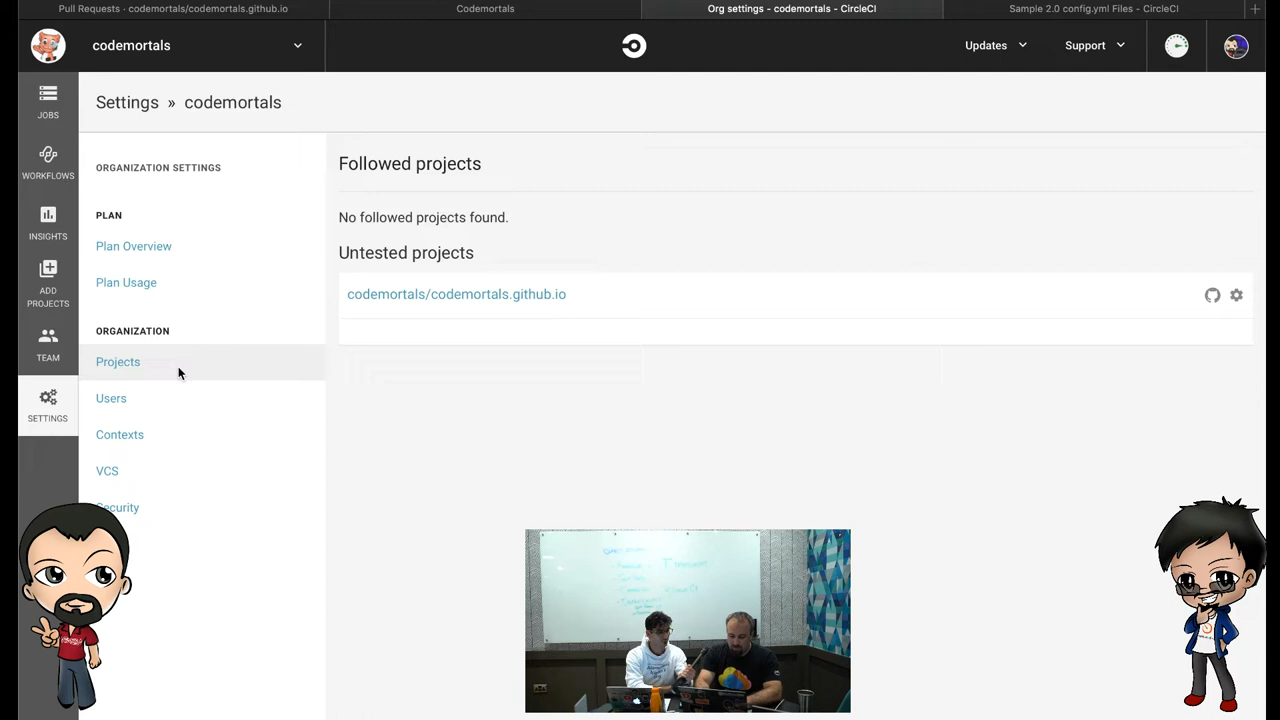 Pull Requests - codemortals/codemortals.github.io
Codemortals
Org settings - codemortals - CircleCI
Sample 2.0 config.yml Files - CircleCI
codemortals
Updates
Support
JOBS
WORKFLOWS
INSIGHTS
ADD
PROJECTS
TEAM
SETTINGS
Settings » codemortals
ORGANIZATION SETTINGS
PLAN
Plan Overview
Plan Usage
ORGANIZATION
Projects
Users
Contexts
VCS
Security
Followed projects
No followed projects found.
Untested projects
codemortals/codemortals.github.io